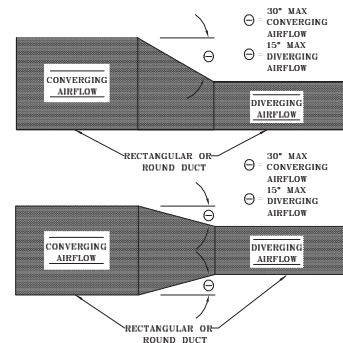 ⊖ = 30° MAX
CONVERGING
AIRFLOW
⊖ = 15° MAX
DIVERGING
AIRFLOW
⊖
CONVERGING
AIRFLOW
DIVERGING
AIRFLOW
RECTANGULAR OR
ROUND DUCT
⊖ = 30° MAX
CONVERGING
AIRFLOW
⊖ = 15° MAX
DIVERGING
AIRFLOW
⊖
CONVERGING
AIRFLOW
DIVERGING
AIRFLOW
⊖
RECTANGULAR OR
ROUND DUCT